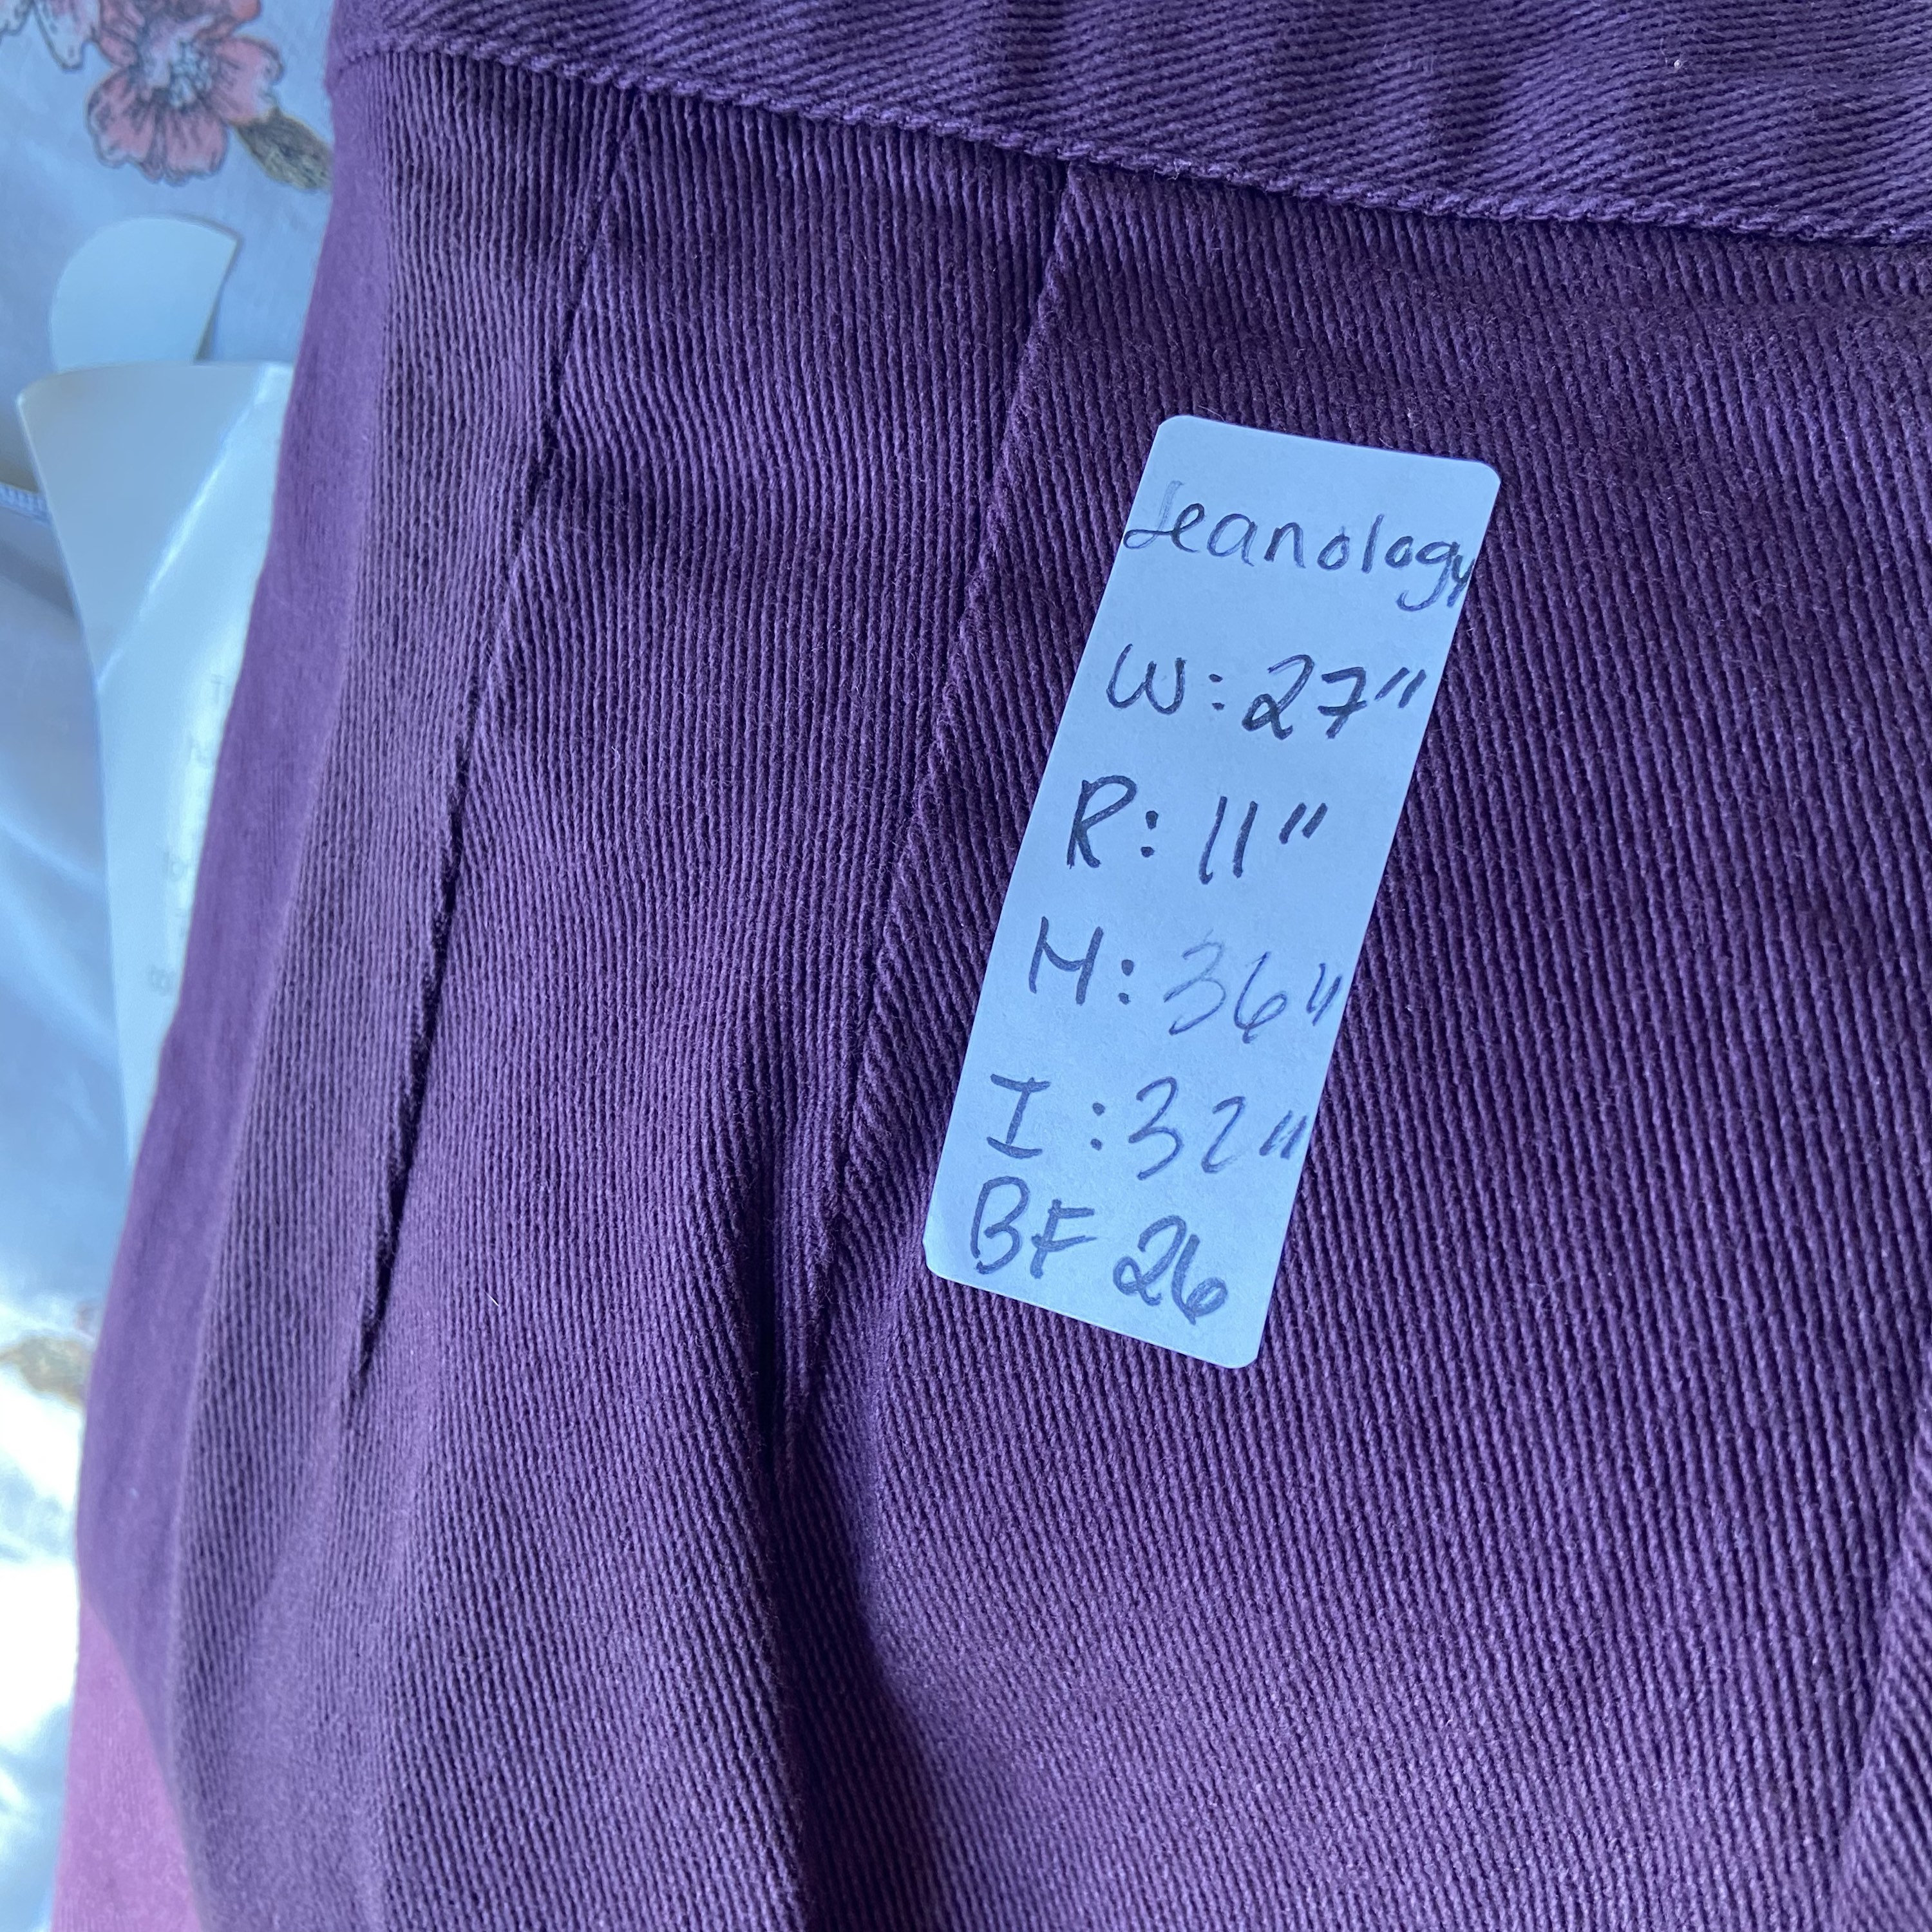 Jeanology
W: 27"
R: 11"
H: 36"
I: 32"
BF 26